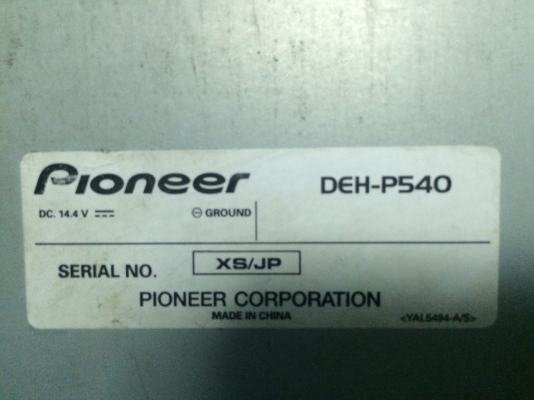 Pioneer DEH-P540
DC. 14.4 V ⎓ ⊖ GROUND
SERIAL NO. XS/JP
PIONEER CORPORATION
MADE IN CHINA
<YAL5494-A/S>